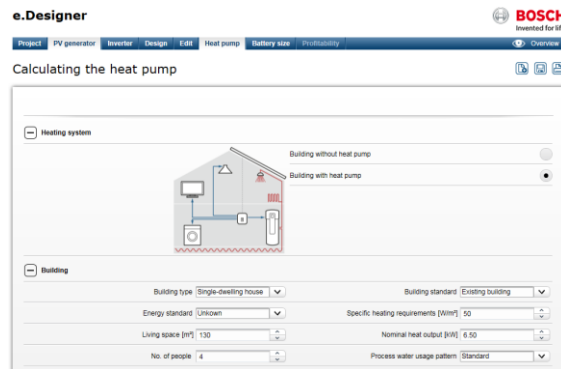 e.Designer
BOSCH
Invented for life
Project PV generator Inverter Design Edit Heat pump Battery size Profitability Overview
Calculating the heat pump
Heating system
Building without heat pump
Building with heat pump
Building
Building type Single-dwelling house Building standard Existing building
Energy standard Unkown Specific heating requirements [W/m²] 50
Living space [m²] 130 Nominal heat output [kW] 6.50
No. of people 4 Process water usage pattern Standard